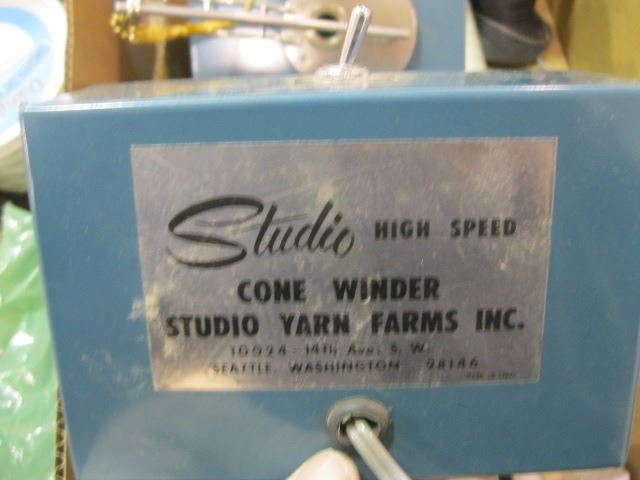 Studio HIGH SPEED
CONE WINDER
STUDIO YARN FARMS INC.
10024 - 14Th Ave. S. W.
SEATTLE, WASHINGTON 98146